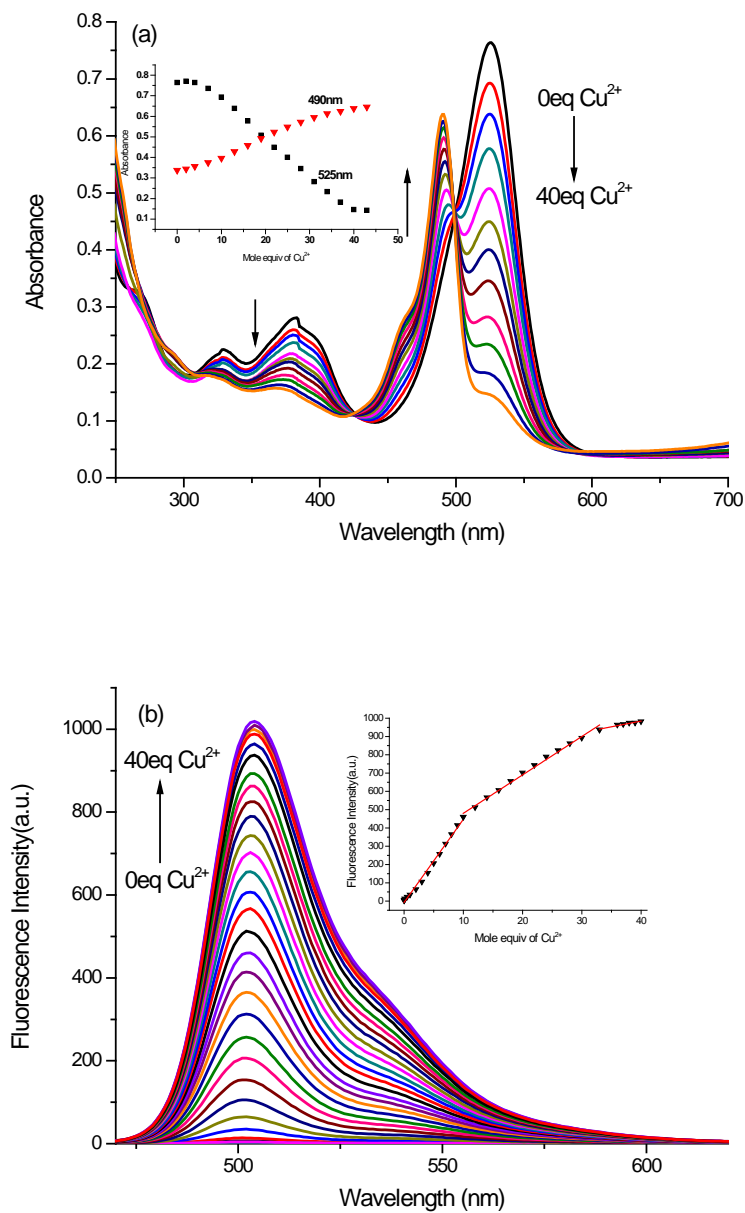 (a)
0.8
0.7
0.6
0.5
0.4
0.3
0.2
0.1
0.0
Absorbance
300 400 500 600 700
Wavelength (nm)
0eq Cu²⁺
40eq Cu²⁺
0.8
0.7
0.6
0.5
0.4
0.3
0.2
0.1
Absorbance
490nm
525nm
0 10 20 30 40 50
Mole equiv of Cu²⁺
(b)
1000
800
600
400
200
0
Fluorescence Intensity(a.u.)
500 550 600
Wavelength (nm)
40eq Cu²⁺
0eq Cu²⁺
1000
900
800
700
600
500
400
300
200
100
0
Fluorescence Intensity(a.u.)
0 10 20 30 40
Mole equiv of Cu²⁺